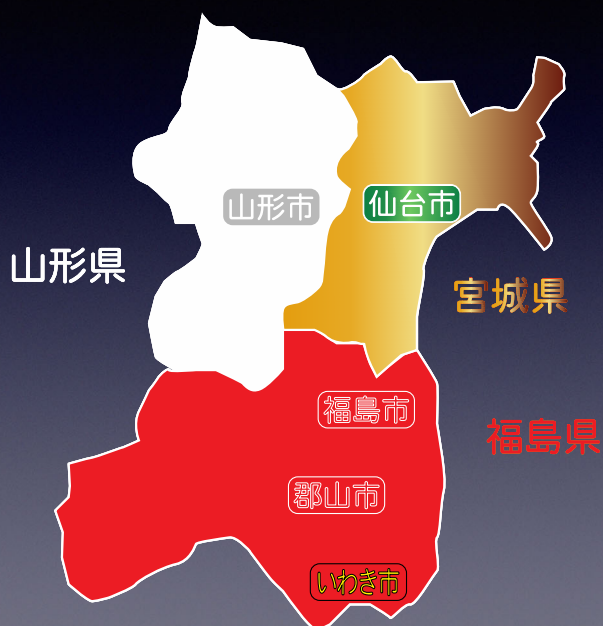 山形市
仙台市
山形県
宮城県
福島市
福島県
郡山市
いわき市